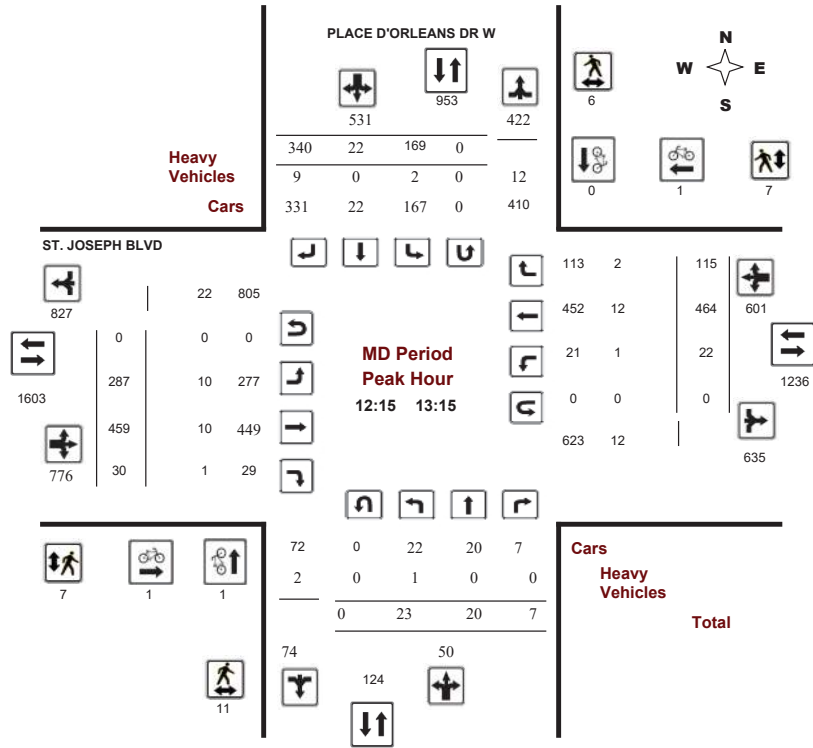 PLACE D'ORLEANS DR W
N
W E
S
953
6
531 422
340 22 169 0
Heavy
Vehicles
9 0 2 0 12
0 1 7
Cars
331 22 167 0 410
ST. JOSEPH BLVD
113 2 115
827
22 805
452 12 464 601
0 0 0
1603
MD Period
Peak Hour
12:15 13:15
21 1 22
1236
287 10 277
0 0 0
459 10 449
623 12
635
776
30 1 29
72 0 22 20 7
Cars
2 0 1 0 0
Heavy
Vehicles
7 1 1
0 23 20 7
Total
74 50
124
11